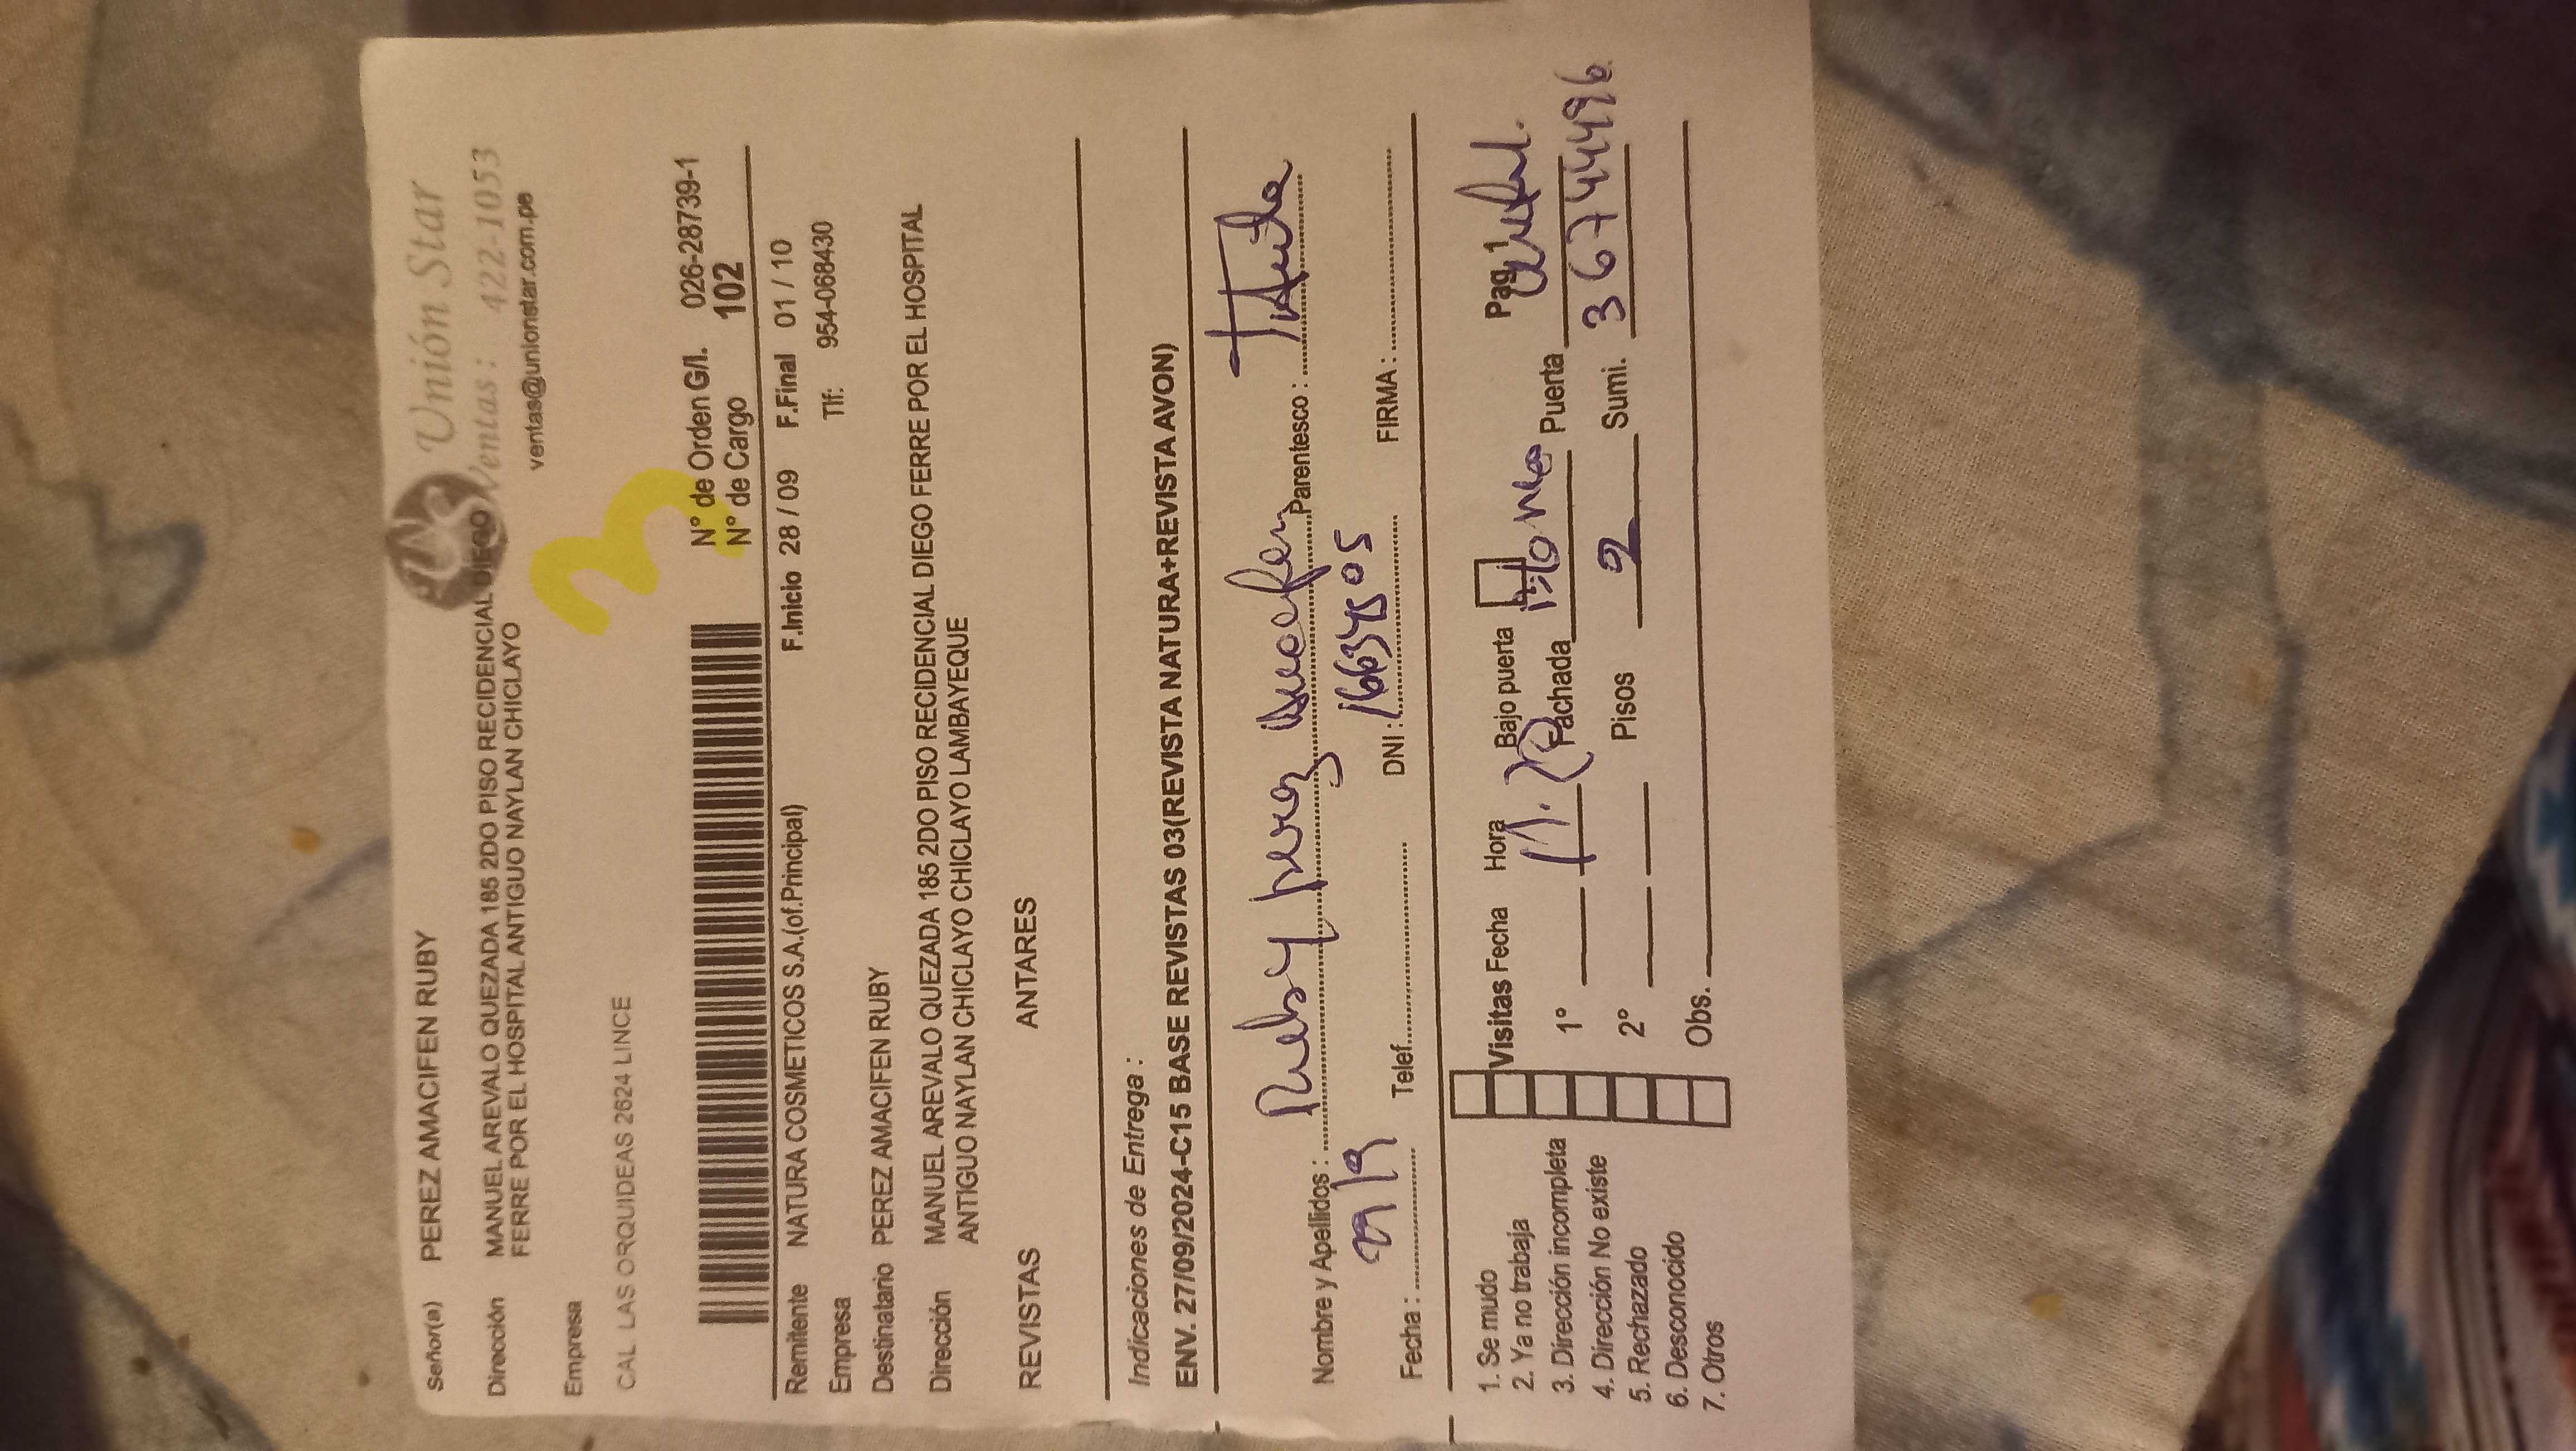 Unión Star
Ventas : 422-1053
ventas@unionstar.com.pe
Señor(a) PEREZ AMACIFEN RUBY
Dirección MANUEL AREVALO QUEZADA 185 2DO PISO RECIDENCIAL DIEGO
FERRE POR EL HOSPITAL ANTIGUO NAYLAN CHICLAYO
Empresa
3
CAL LAS ORQUIDEAS 2624 LINCE
N° de Orden G/l. 026-28739-1
N° de Cargo 102
Remitente NATURA COSMETICOS S.A.(of.Principal) F.Inicio 28 / 09 F.Final 01 / 10
Empresa Tlf: 954-068430
Destinatario PEREZ AMACIFEN RUBY
Dirección MANUEL AREVALO QUEZADA 185 2DO PISO RECIDENCIAL DIEGO FERRE POR EL HOSPITAL
ANTIGUO NAYLAN CHICLAYO CHICLAYO LAMBAYEQUE
REVISTAS ANTARES
Indicaciones de Entrega :
ENV. 27/09/2024-C15 BASE REVISTAS 03(REVISTA NATURA+REVISTA AVON)
Nombre y Apellidos : Ruby perez Parentesco : Titular
Fecha : Telef. DNI : 16634505 FIRMA :
1. Se mudo
2. Ya no trabaja
3. Dirección incompleta
4. Dirección No existe
5. Rechazado
6. Desconocido
7. Otros
Visitas Fecha Hora Bajo puerta Pag.1
1° Fachada Puerta
2° Pisos 2 Sumi. 367444496
Obs.